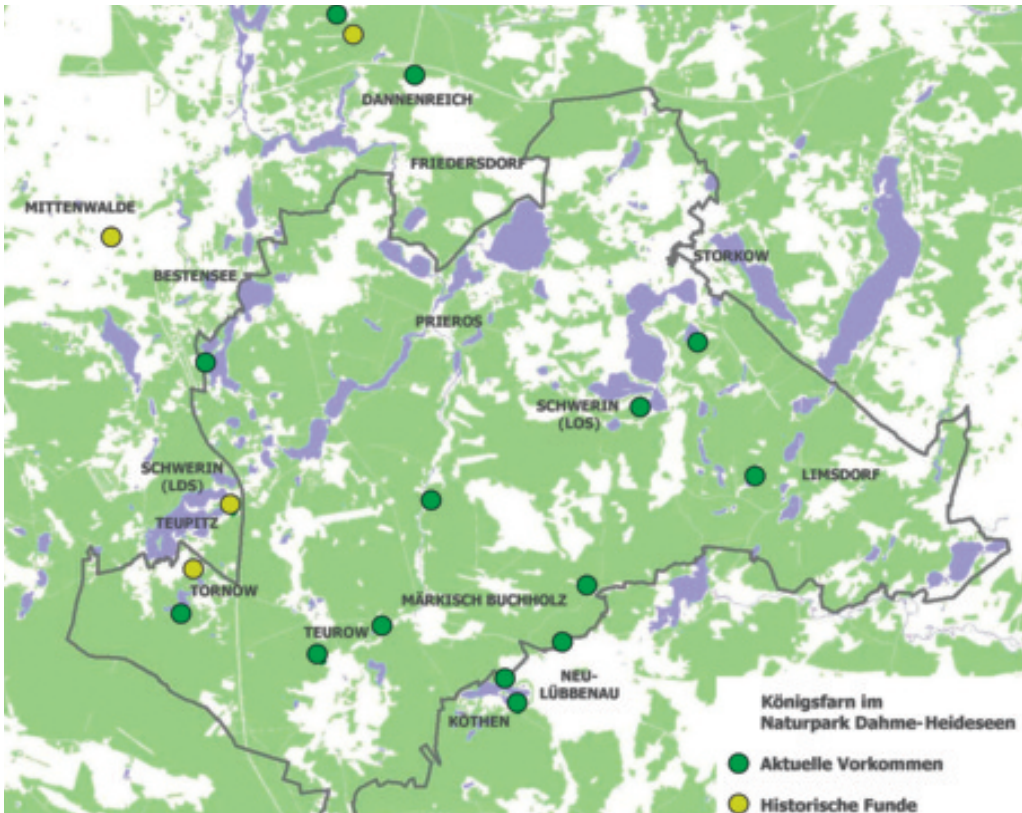 DANNENREICH
FRIEDERSDORF
MITTENWALDE
STORKOW
BESTENSEE
PRIEROS
SCHWERIN
(LOS)
SCHWERIN
(LDS)
LIMSDORF
TEUPITZ
TORNOW
MÄRKISCH BUCHHOLZ
TEUROW
NEU-
LÜBBENAU
KÖTHEN
Königsfarn im
Naturpark Dahme-Heideseen
Aktuelle Vorkommen
Historische Funde